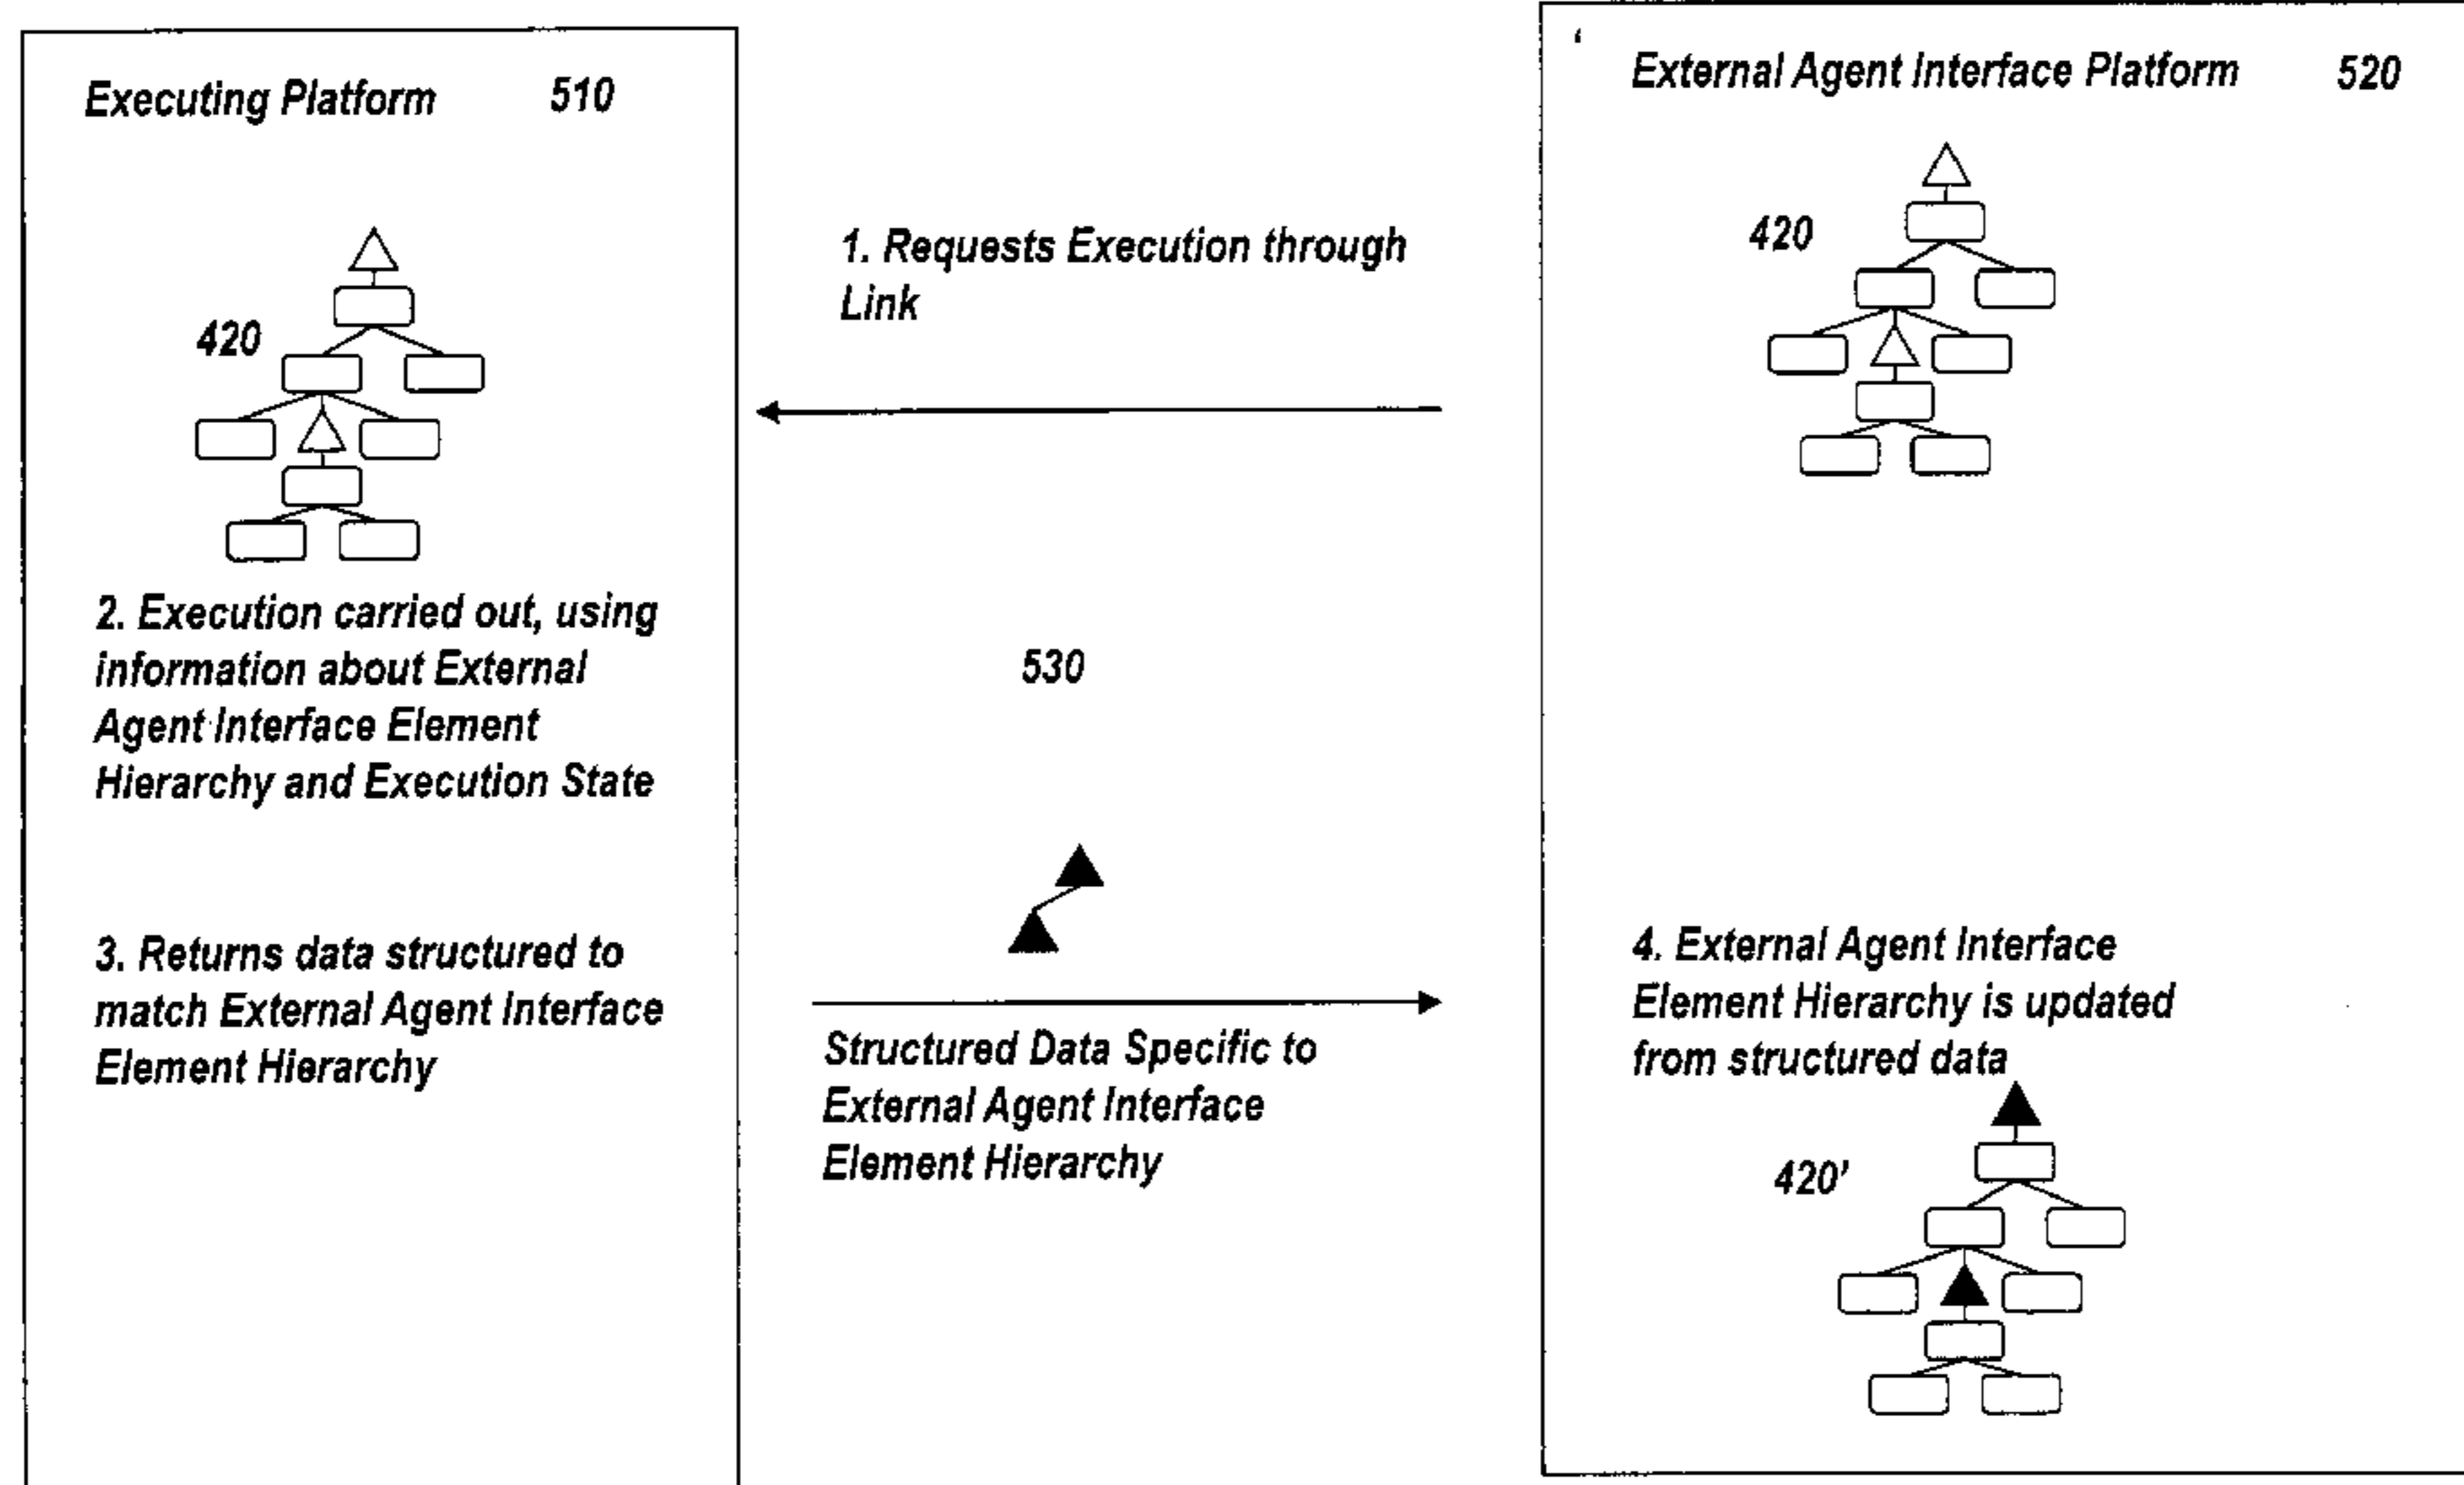 Executing Platform 510
420
2. Execution carried out, using
information about External
Agent Interface Element
Hierarchy and Execution State
3. Returns data structured to
match External Agent Interface
Element Hierarchy
1. Requests Execution through
Link
530
Structured Data Specific to
External Agent Interface
Element Hierarchy
External Agent Interface Platform 520
420
4. External Agent Interface
Element Hierarchy is updated
from structured data
420'